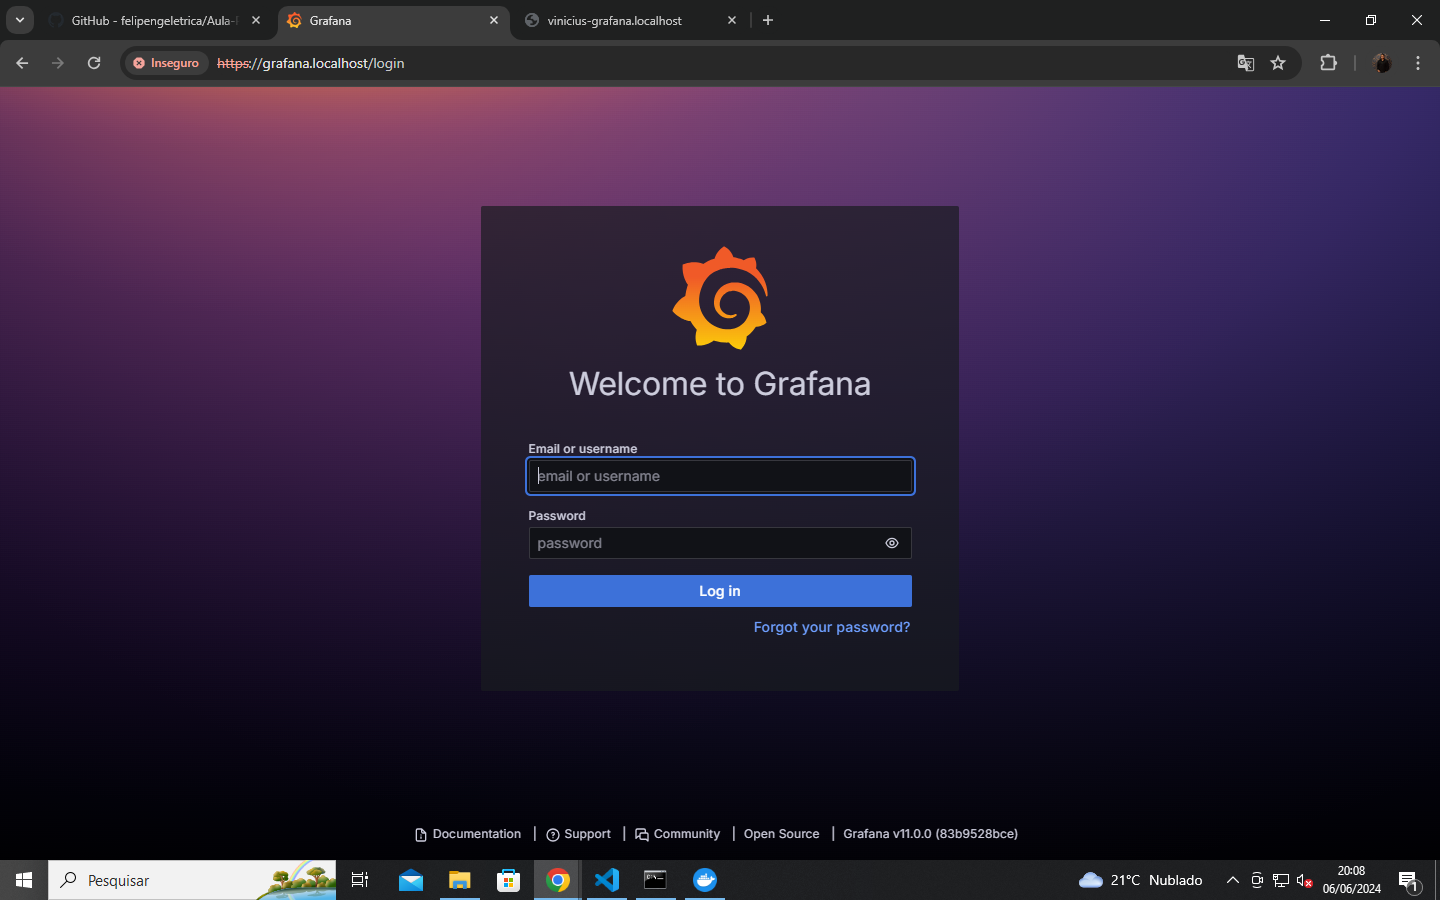 GitHub - felipengeletrica/Aula-
Grafana
vinicius-grafana.localhost
Inseguro
https://grafana.localhost/login
Welcome to Grafana
Email or username
email or username
Password
password
Log in
Forgot your password?
Documentation | Support | Community | Open Source | Grafana v11.0.0 (83b9528bce)
Pesquisar
21°C Nublado
20:08
06/06/2024
1